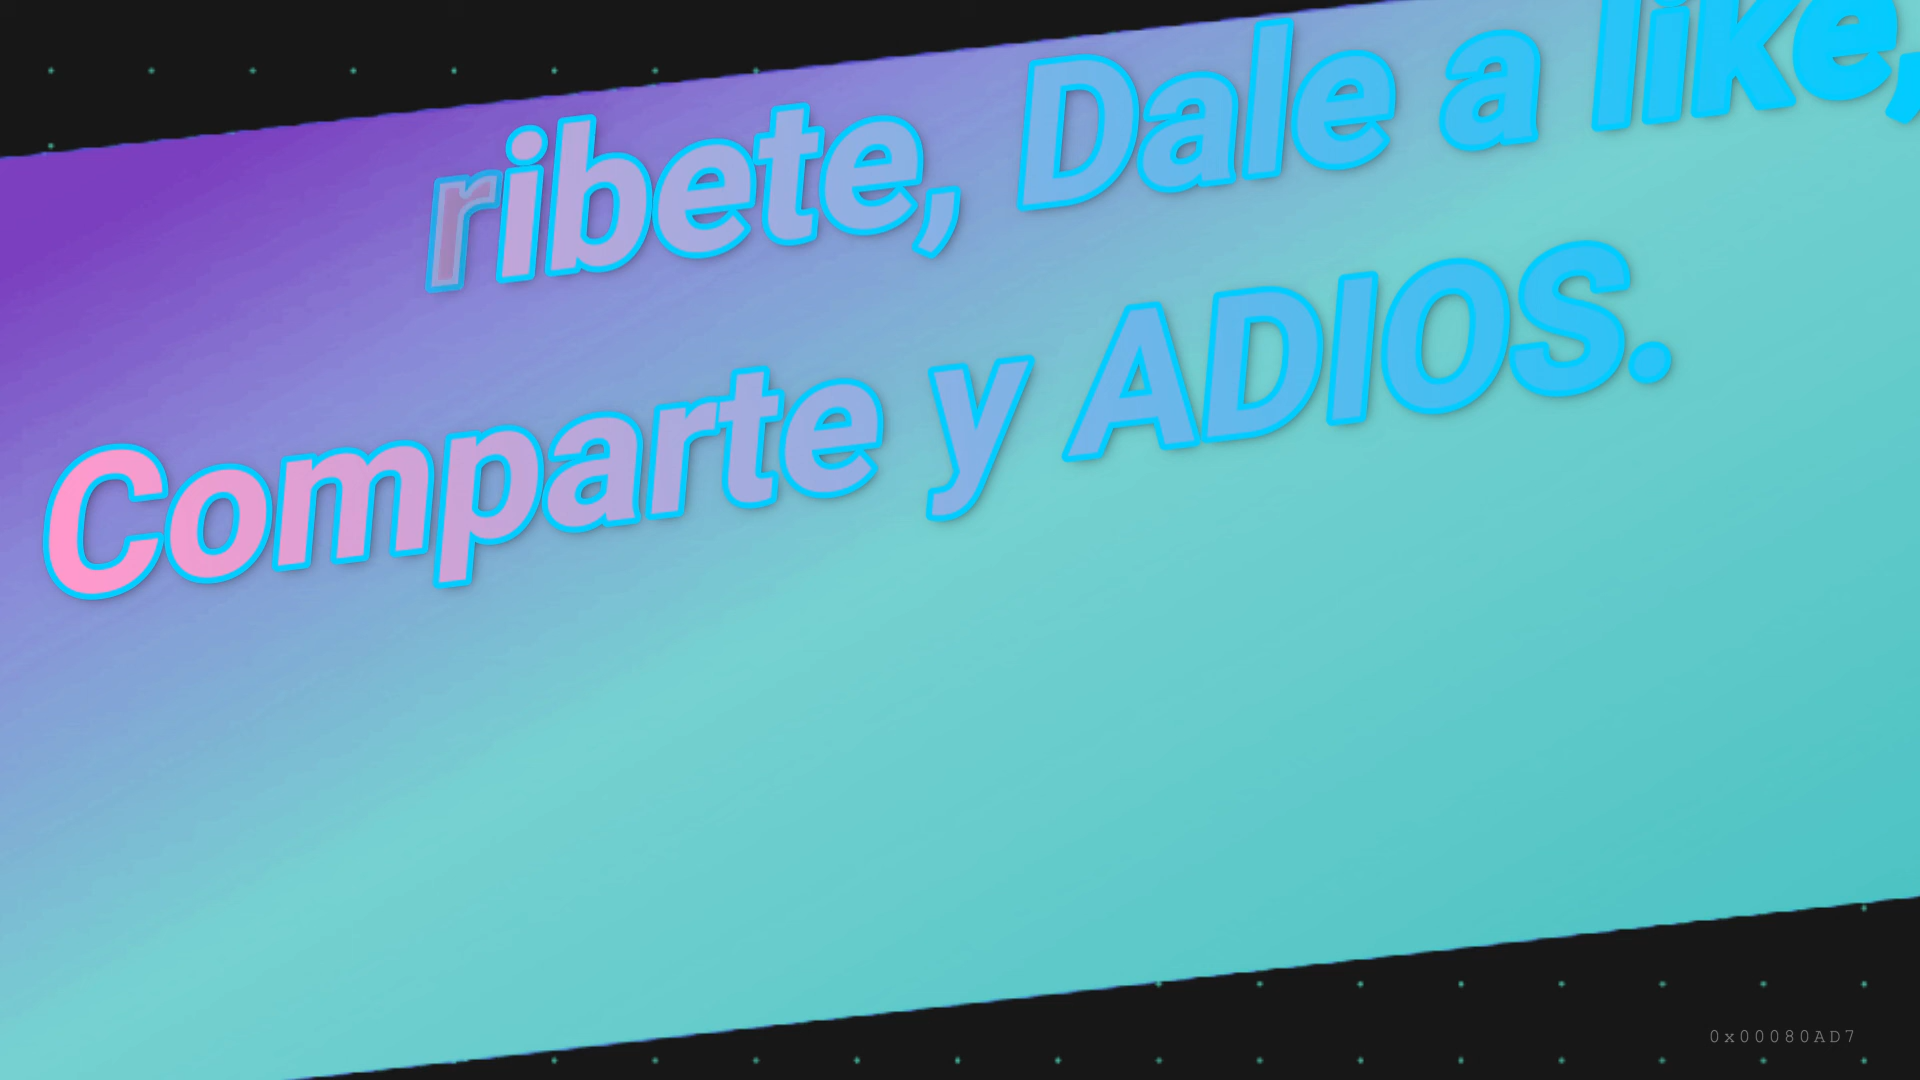 ribete, Dale a like,
Comparte y ADIOS.
0x00080AD7